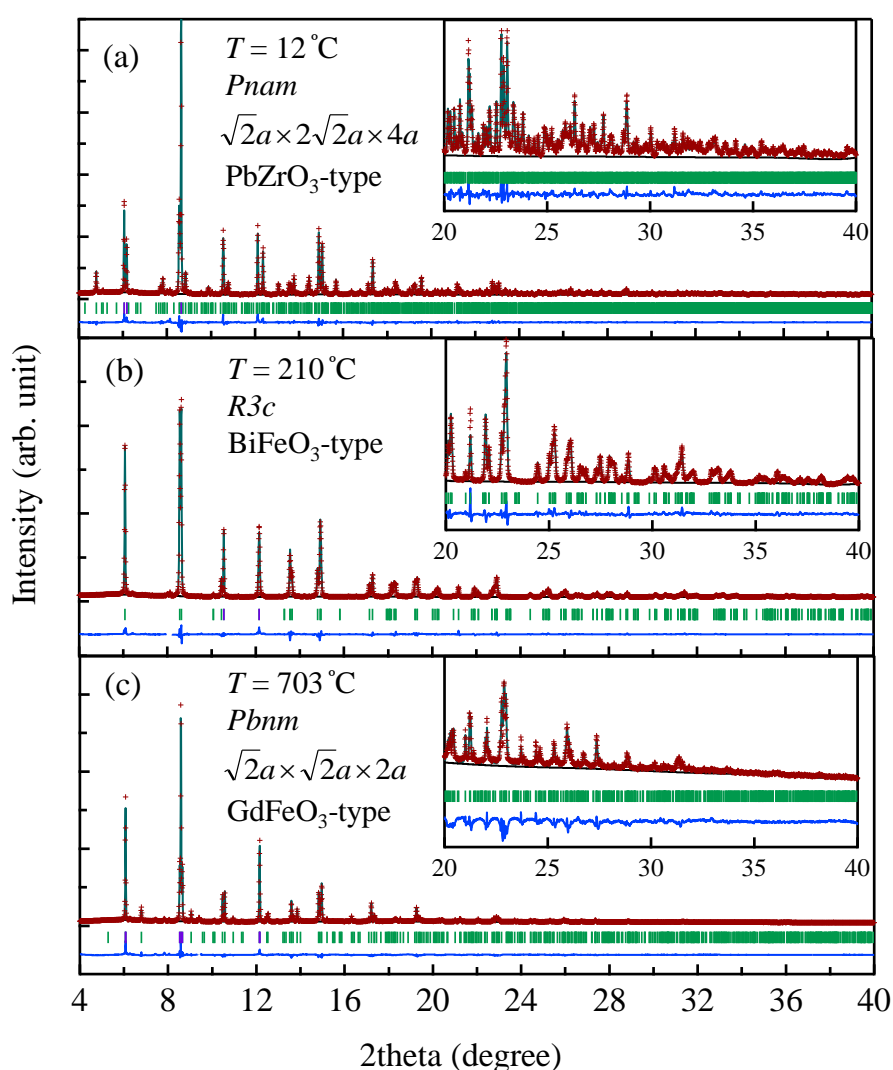 (a)
T = 12 °C
Pnam
√2a × 2√2a × 4a
PbZrO₃-type
20 25 30 35 40
(b)
T = 210 °C
R3c
BiFeO₃-type
20 25 30 35 40
(c)
T = 703 °C
Pbnm
√2a × √2a × 2a
GdFeO₃-type
20 25 30 35 40
Intensity (arb. unit)
4 8 12 16 20 24 28 32 36 40
2theta (degree)